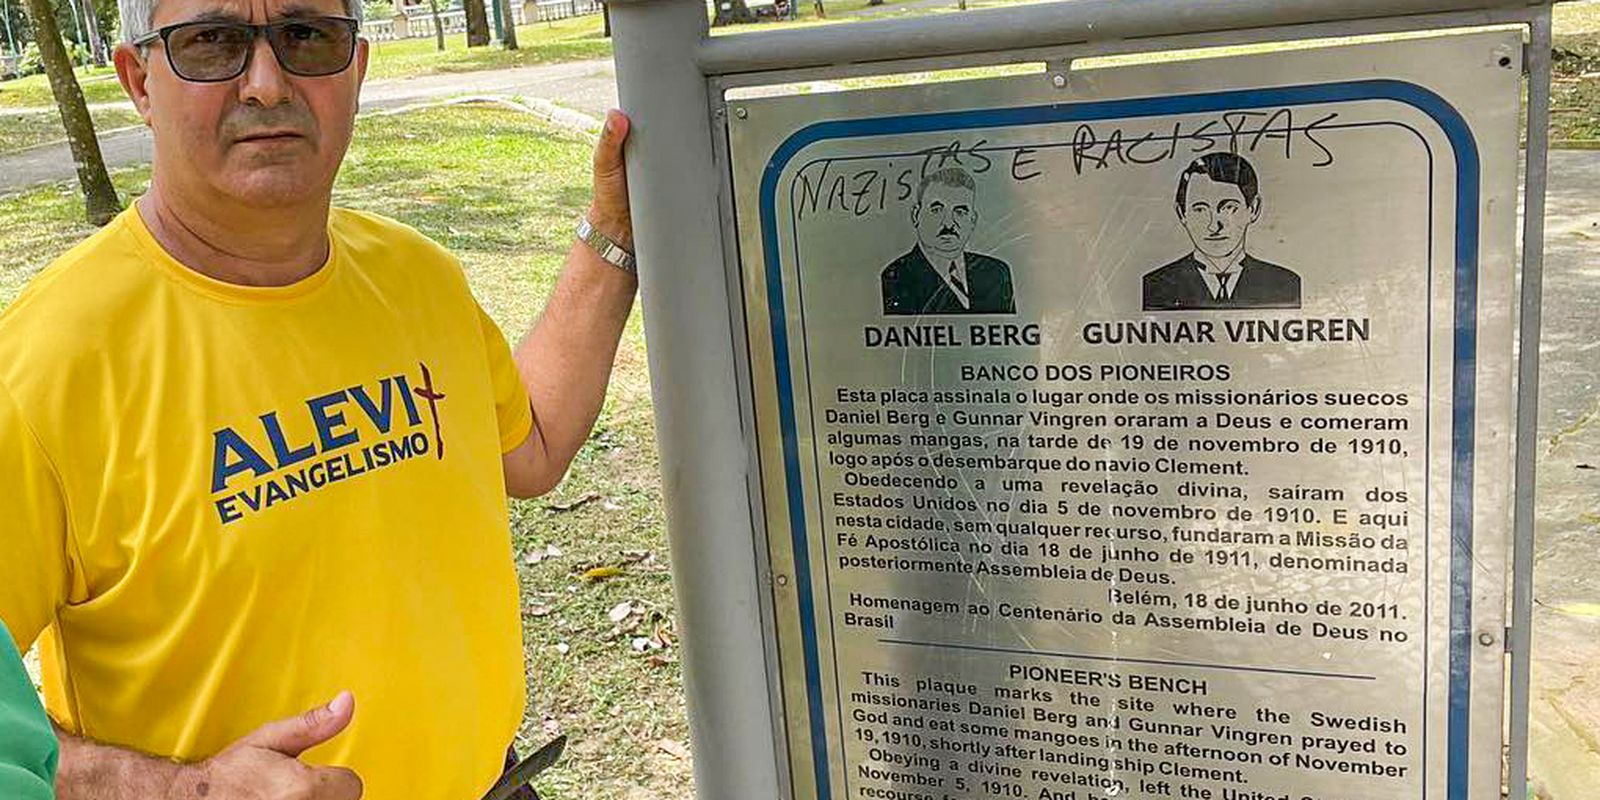 ALEVI
EVANGELISMO
NAZISTAS E RACISTAS
DANIEL BERG GUNNAR VINGREN
BANCO DOS PIONEIROS
Esta placa assinala o lugar onde os missionários suecos
Daniel Berg e Gunnar Vingren oraram a Deus e comeram
algumas mangas, na tarde de 19 de novembro de 1910,
logo após o desembarque do navio Clement.
Obedecendo a uma revelação divina, saíram dos
Estados Unidos no dia 5 de novembro de 1910. E aqui
nesta cidade, sem qualquer recurso, fundaram a Missão da
Fé Apostólica no dia 18 de junho de 1911, denominada
posteriormente Assembleia de Deus.
Belém, 18 de junho de 2011.
Homenagem ao Centenário da Assembleia de Deus no
Brasil
PIONEER'S BENCH
This plaque marks the site where the Swedish
missionaries Daniel Berg and Gunnar Vingren prayed to
God and eat some mangoes in the afternoon of November
19, 1910, shortly after landing ship Clement.
Obeying a divine revelation, left the United
November 5, 1910. And
recourse